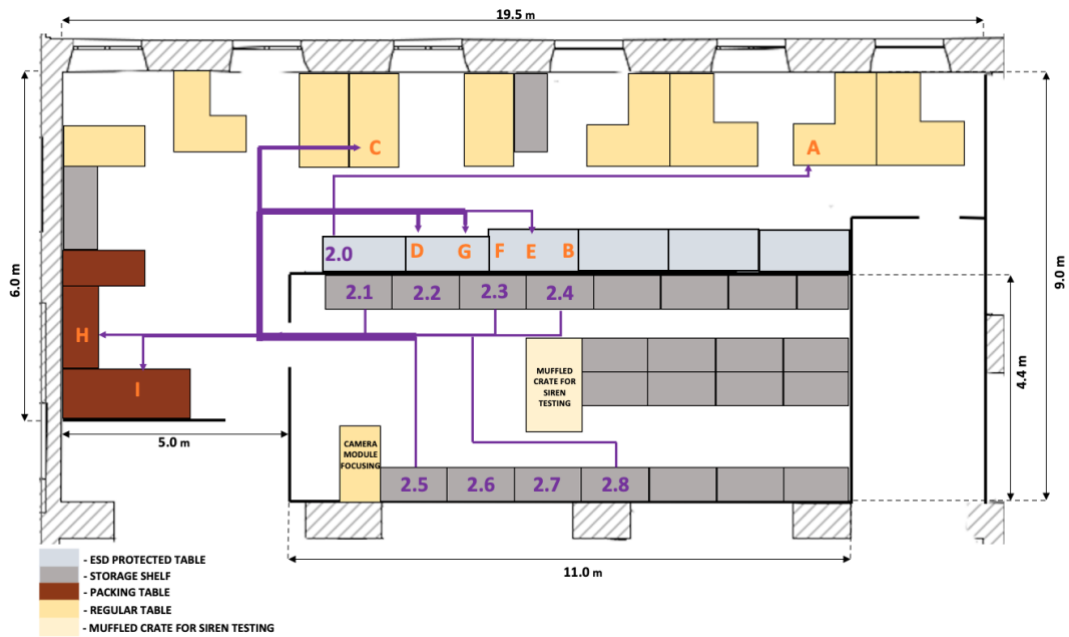 19.5 m
C
A
2.0
D
G
F
E
B
6.0 m
9.0 m
2.1
2.2
2.3
2.4
H
4.4 m
I
MUFFLED
CRATE FOR
SIREN
TESTING
5.0 m
CAMERA
MODULE
FOCUSING
2.5
2.6
2.7
2.8
11.0 m
- ESD PROTECTED TABLE
- STORAGE SHELF
- PACKING TABLE
- REGULAR TABLE
- MUFFLED CRATE FOR SIREN TESTING